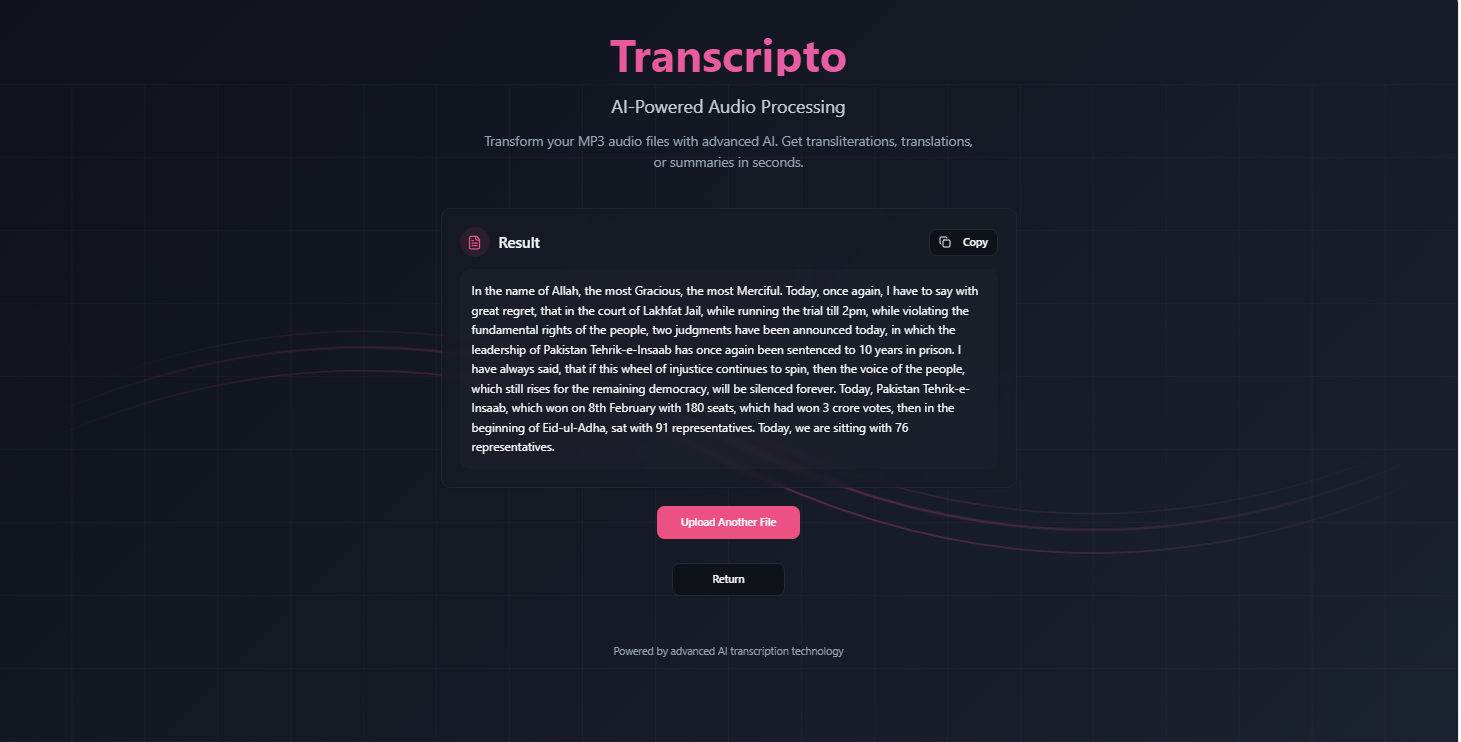 Transcripto
AI-Powered Audio Processing
Transform your MP3 audio files with advanced AI. Get transliterations, translations,
or summaries in seconds.
Result
Copy
In the name of Allah, the most Gracious, the most Merciful. Today, once again, I have to say with
great regret, that in the court of Lakhfat Jail, while running the trial till 2pm, while violating the
fundamental rights of the people, two judgments have been announced today, in which the
leadership of Pakistan Tehrik-e-Insaab has once again been sentenced to 10 years in prison. I
have always said, that if this wheel of injustice continues to spin, then the voice of the people,
which still rises for the remaining democracy, will be silenced forever. Today, Pakistan Tehrik-e-
Insaab, which won on 8th February with 180 seats, which had won 3 crore votes, then in the
beginning of Eid-ul-Adha, sat with 91 representatives. Today, we are sitting with 76
representatives.
Upload Another File
Return
Powered by advanced AI transcription technology